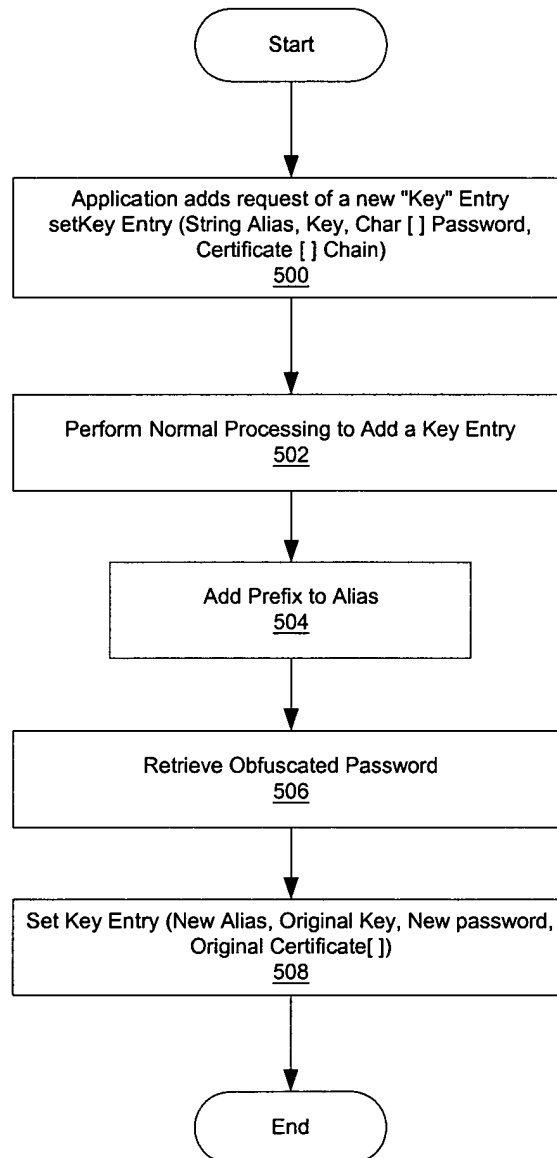 Start
Application adds request of a new "Key" Entry
setKey Entry (String Alias, Key, Char [ ] Password,
Certificate [ ] Chain)
500
Perform Normal Processing to Add a Key Entry
502
Add Prefix to Alias
504
Retrieve Obfuscated Password
506
Set Key Entry (New Alias, Original Key, New password,
Original Certificate[ ])
508
End